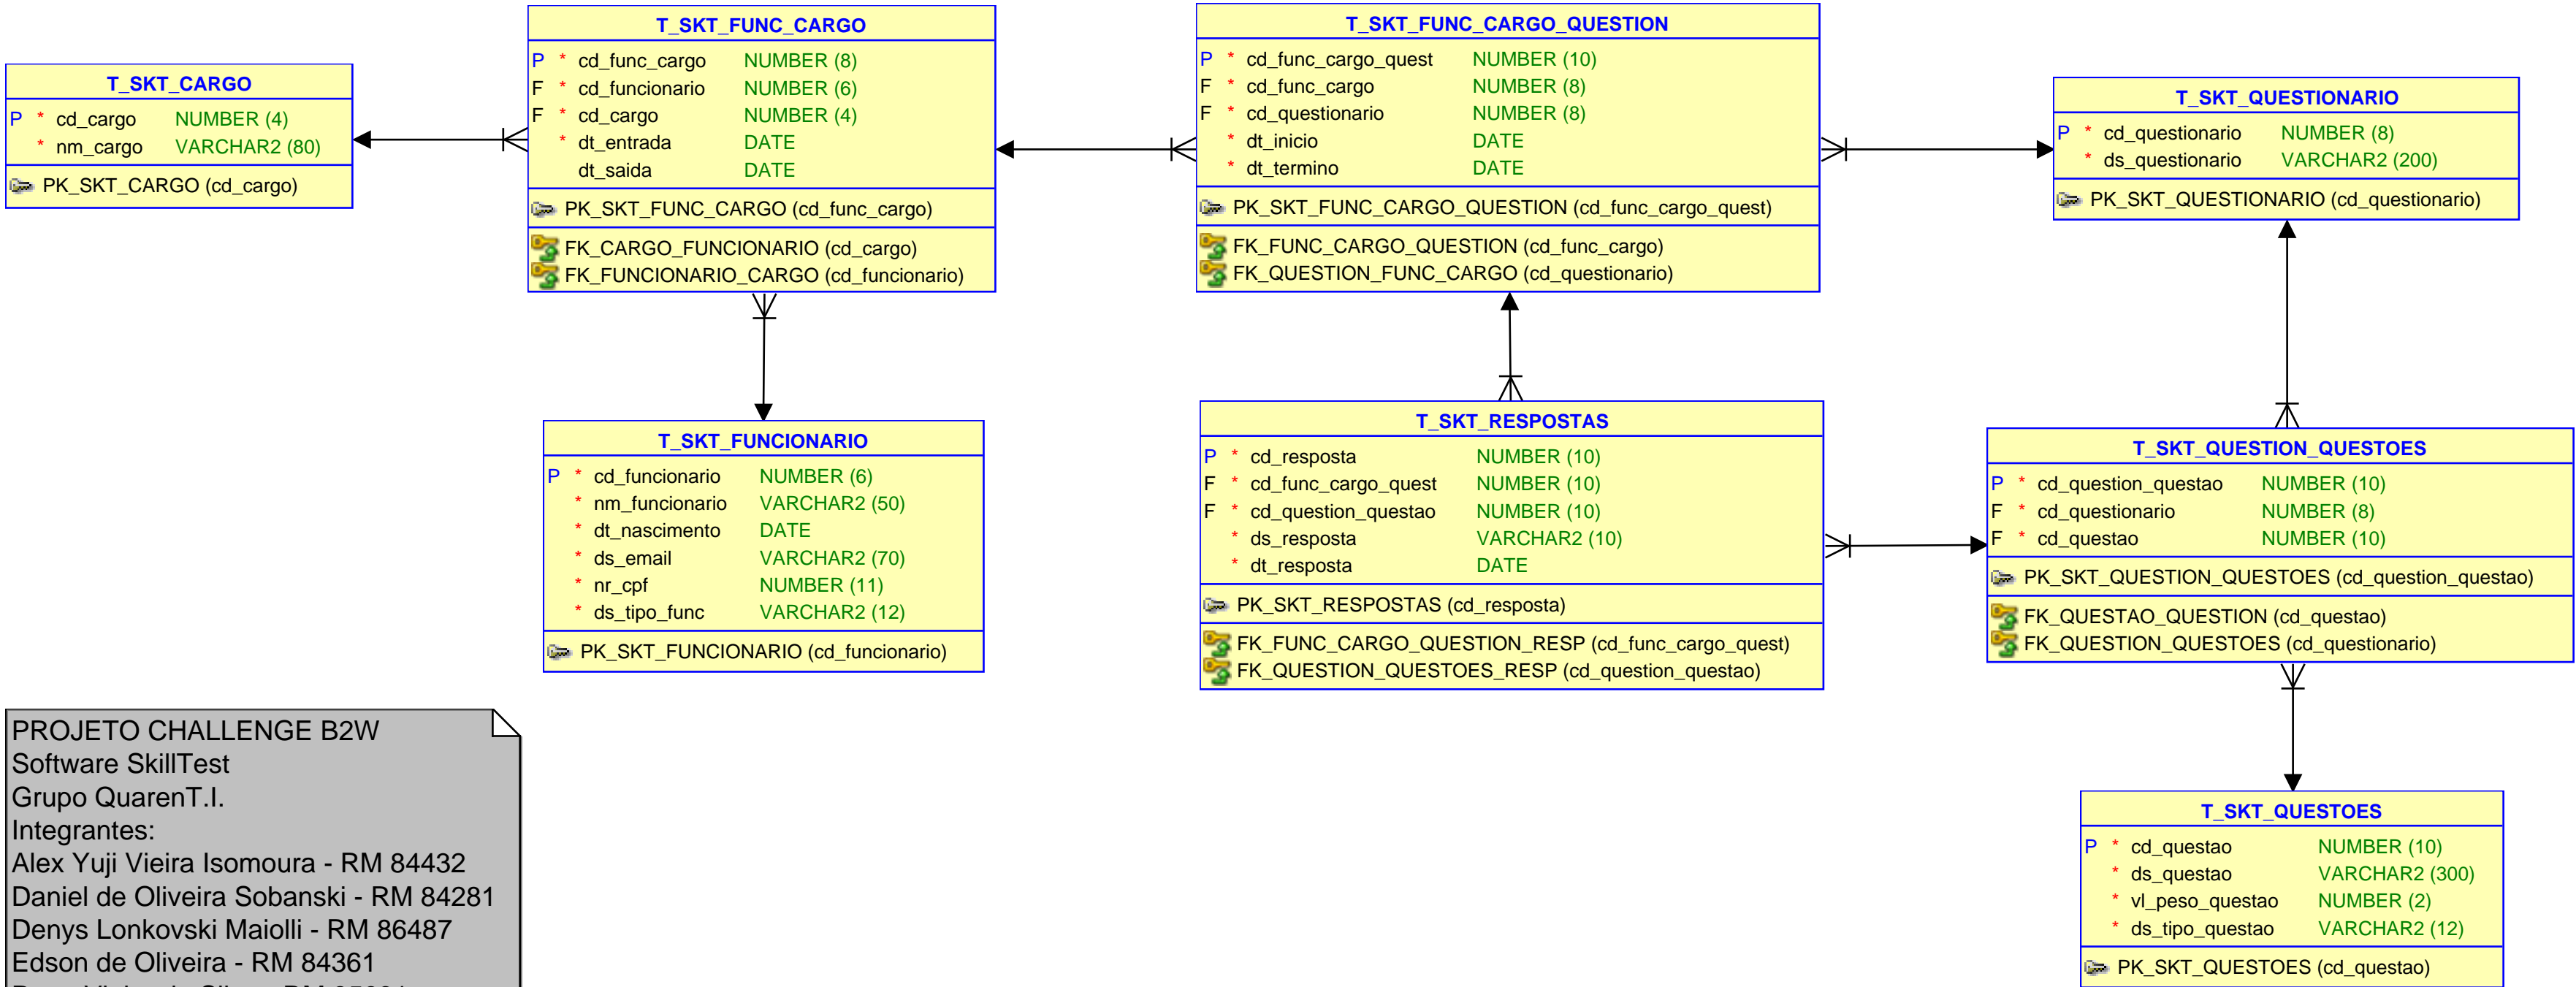 T_SKT_CARGO
P * cd_cargo NUMBER (4)
* nm_cargo VARCHAR2 (80)
PK_SKT_CARGO (cd_cargo)
T_SKT_FUNC_CARGO
P * cd_func_cargo NUMBER (8)
F * cd_funcionario NUMBER (6)
F * cd_cargo NUMBER (4)
* dt_entrada DATE
dt_saida DATE
PK_SKT_FUNC_CARGO (cd_func_cargo)
FK_CARGO_FUNCIONARIO (cd_cargo)
FK_FUNCIONARIO_CARGO (cd_funcionario)
T_SKT_FUNC_CARGO_QUESTION
P * cd_func_cargo_quest NUMBER (10)
F * cd_func_cargo NUMBER (8)
F * cd_questionario NUMBER (8)
* dt_inicio DATE
* dt_termino DATE
PK_SKT_FUNC_CARGO_QUESTION (cd_func_cargo_quest)
FK_FUNC_CARGO_QUESTION (cd_func_cargo)
FK_QUESTION_FUNC_CARGO (cd_questionario)
T_SKT_QUESTIONARIO
P * cd_questionario NUMBER (8)
* ds_questionario VARCHAR2 (200)
PK_SKT_QUESTIONARIO (cd_questionario)
T_SKT_FUNCIONARIO
P * cd_funcionario NUMBER (6)
* nm_funcionario VARCHAR2 (50)
* dt_nascimento DATE
* ds_email VARCHAR2 (70)
* nr_cpf NUMBER (11)
* ds_tipo_func VARCHAR2 (12)
PK_SKT_FUNCIONARIO (cd_funcionario)
T_SKT_RESPOSTAS
P * cd_resposta NUMBER (10)
F * cd_func_cargo_quest NUMBER (10)
F * cd_question_questao NUMBER (10)
* ds_resposta VARCHAR2 (10)
* dt_resposta DATE
PK_SKT_RESPOSTAS (cd_resposta)
FK_FUNC_CARGO_QUESTION_RESP (cd_func_cargo_quest)
FK_QUESTION_QUESTOES_RESP (cd_question_questao)
T_SKT_QUESTION_QUESTOES
P * cd_question_questao NUMBER (10)
F * cd_questionario NUMBER (8)
F * cd_questao NUMBER (10)
PK_SKT_QUESTION_QUESTOES (cd_question_questao)
FK_QUESTAO_QUESTION (cd_questao)
FK_QUESTION_QUESTOES (cd_questionario)
T_SKT_QUESTOES
P * cd_questao NUMBER (10)
* ds_questao VARCHAR2 (300)
* vl_peso_questao NUMBER (2)
* ds_tipo_questao VARCHAR2 (12)
PK_SKT_QUESTOES (cd_questao)
PROJETO CHALLENGE B2W
Software SkillTest
Grupo QuarenT.I.
Integrantes:
Alex Yuji Vieira Isomoura - RM 84432
Daniel de Oliveira Sobanski - RM 84281
Denys Lonkovski Maiolli - RM 86487
Edson de Oliveira - RM 84361